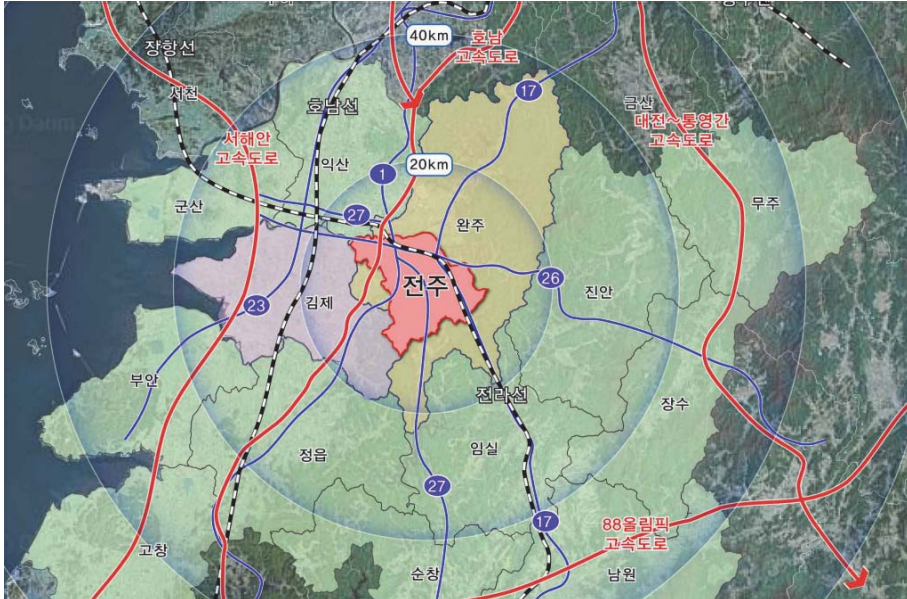 40km
호남
고속도로
장항선
서천
17
금산
대전~통영간
고속도로
호남선
서해안
고속도로
익산
20km
1
군산
27
완주
무주
전주
26
진안
23
김제
부안
전라선
장수
정읍
임실
27
17
88올림픽
고속도로
고창
순창
남원